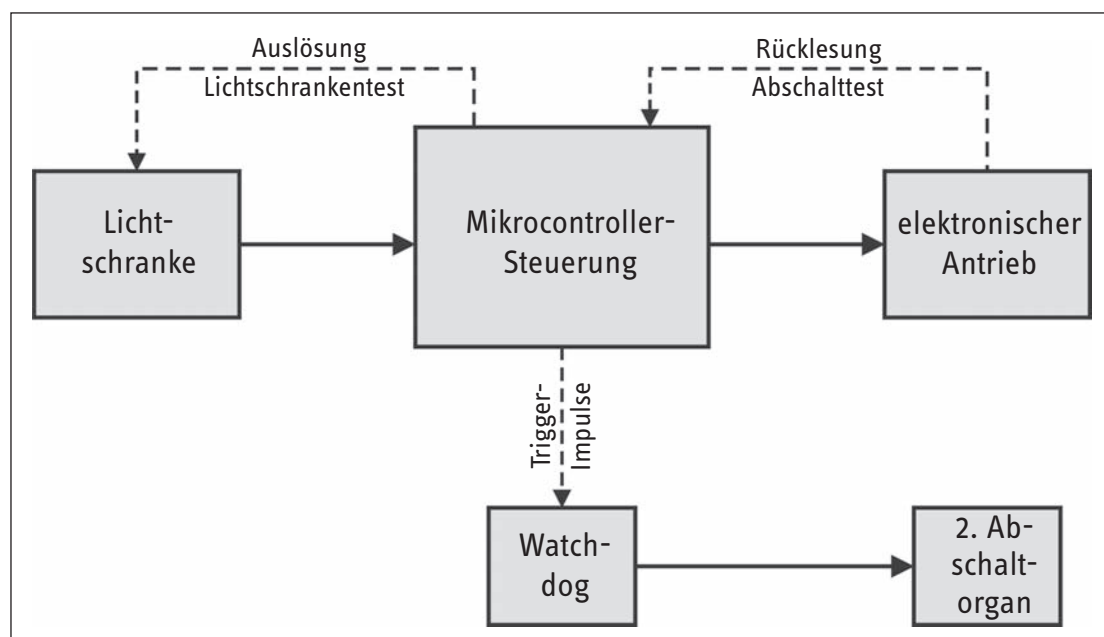 Auslösung
Lichtschrankentest
Rücklesung
Abschalttest
Licht-
schranke
Mikrocontroller-
Steuerung
elektronischer
Antrieb
Trigger-
Impulse
Watch-
dog
2. Ab-
schalt-
organ